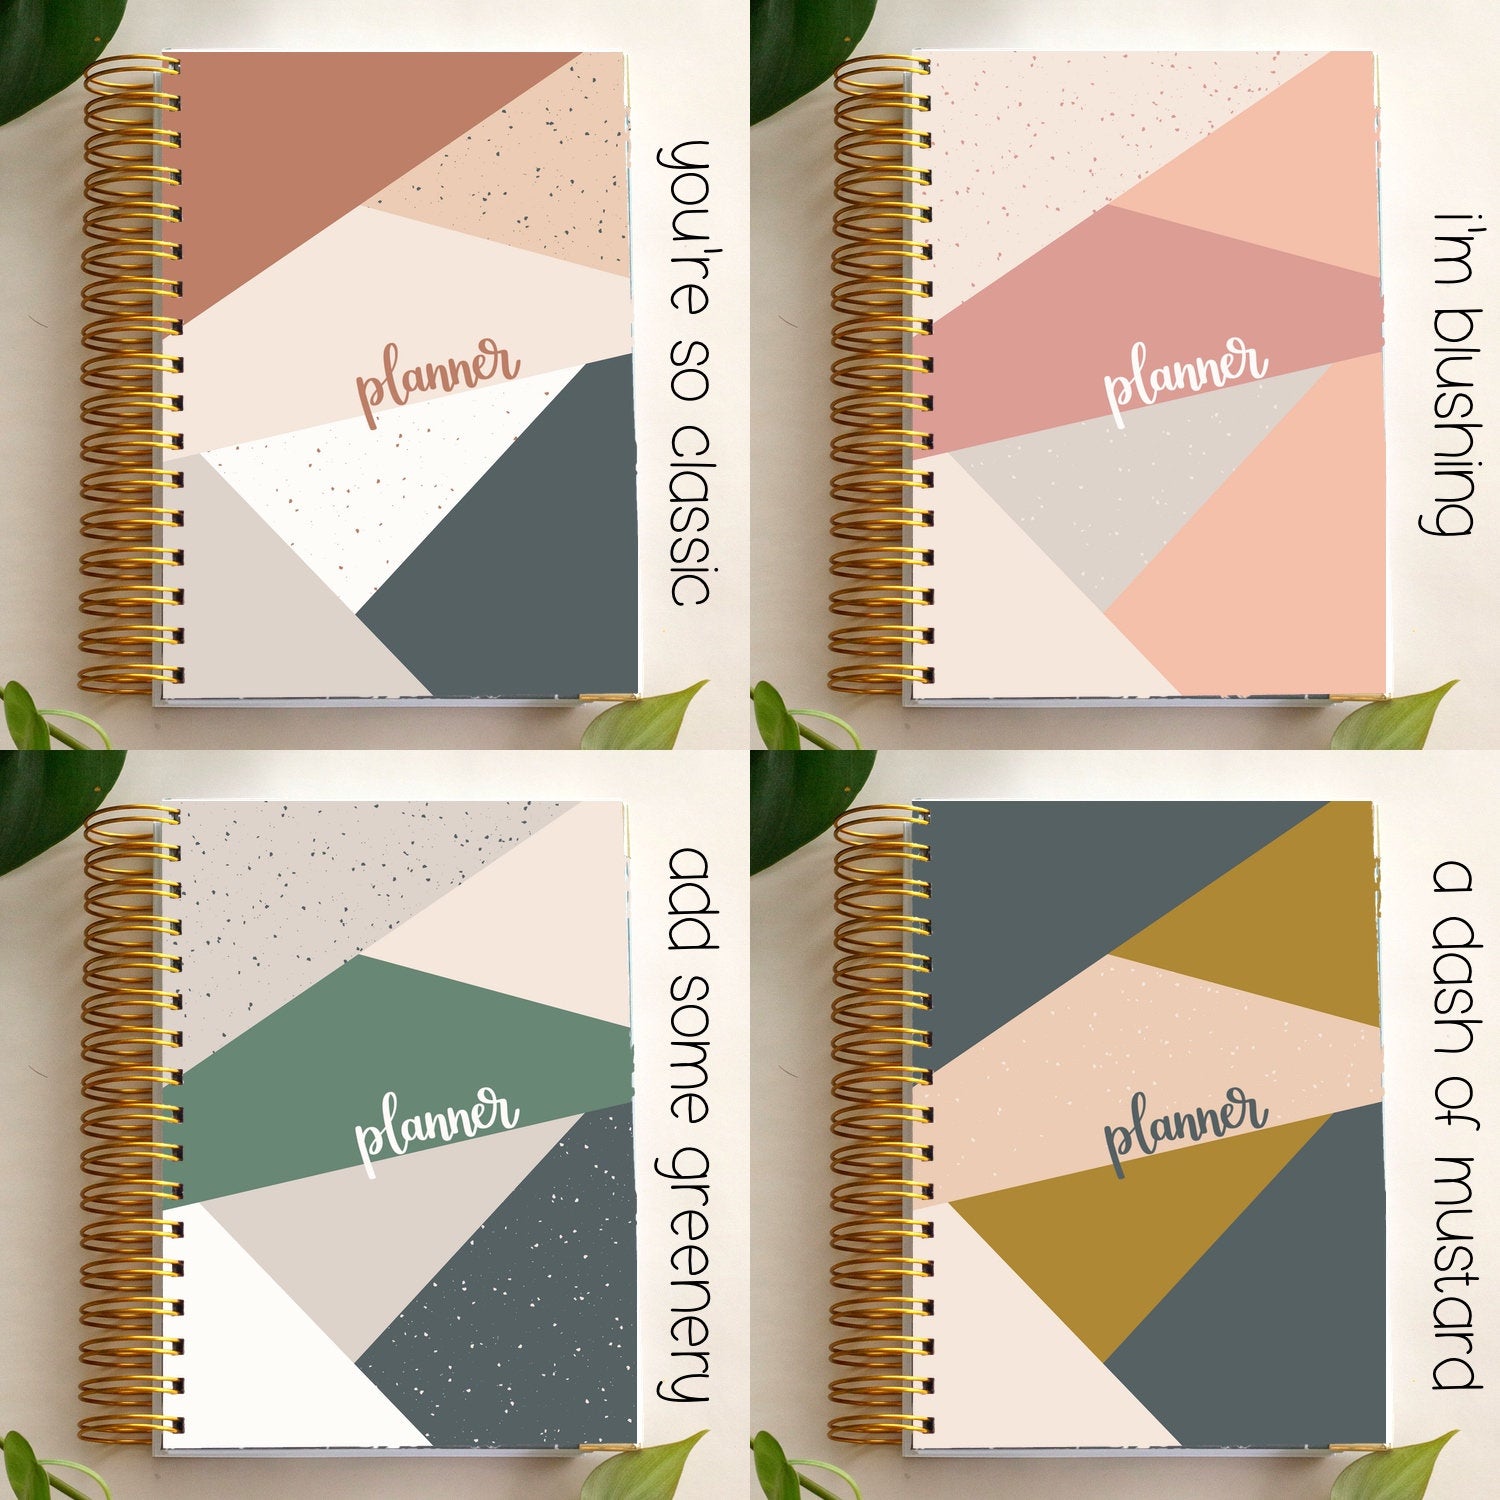 planner
you're so classic
planner
i'm blushing
planner
add some greenery
planner
a dash of mustard